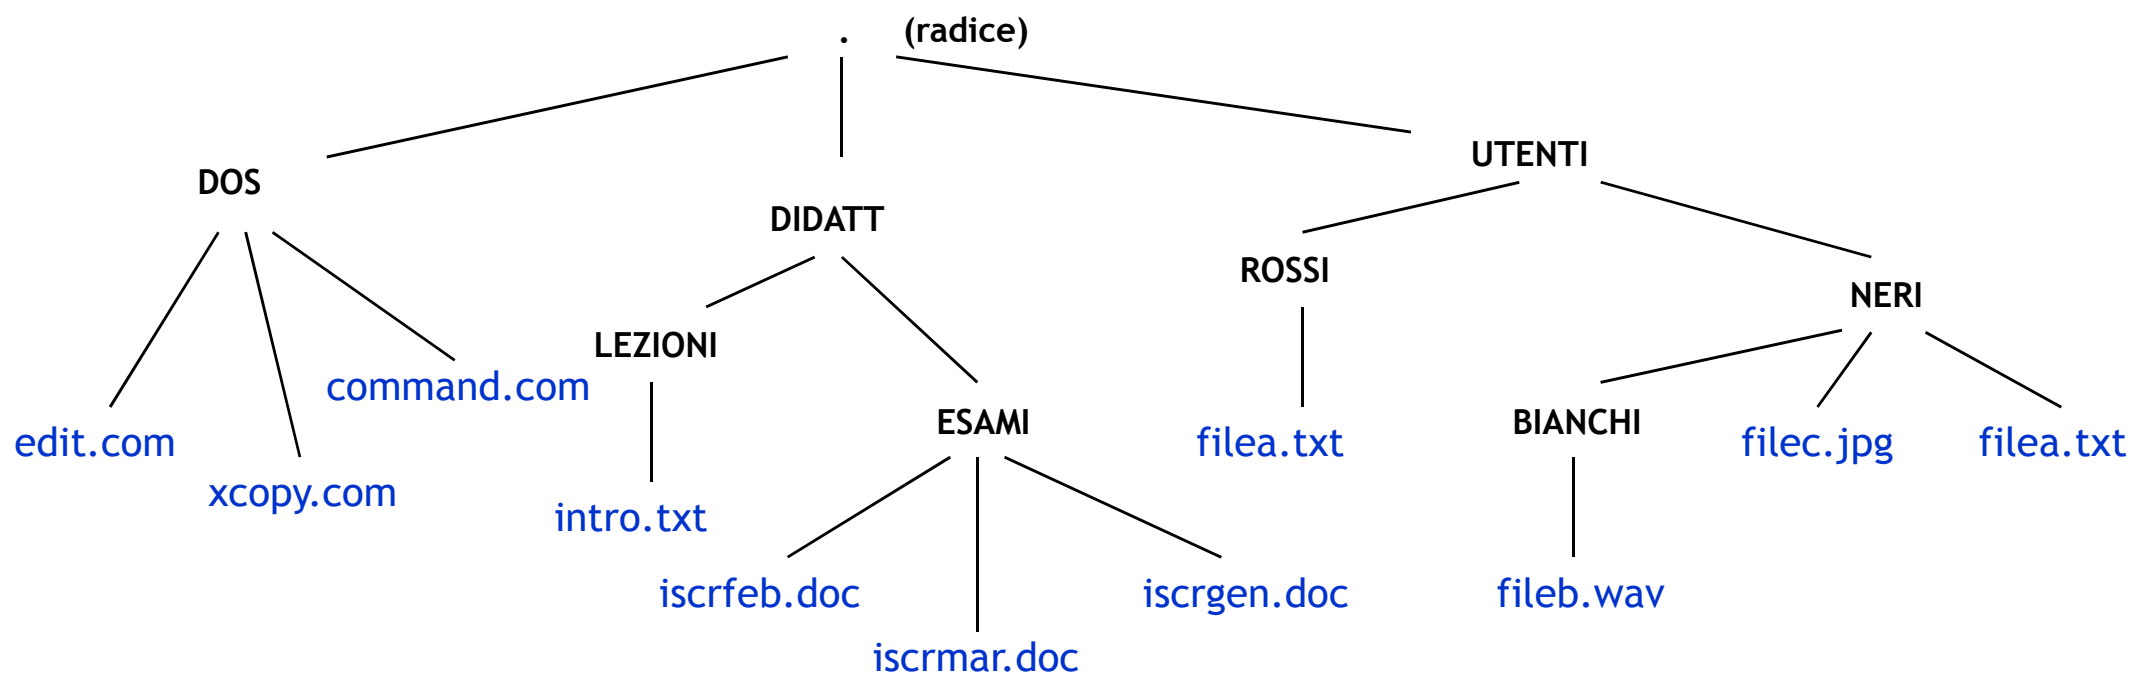 . (radice)
UTENTI
DOS
DIDATT
ROSSI
NERI
LEZIONI
command.com
ESAMI
BIANCHI
edit.com
filea.txt
filec.jpg
filea.txt
xcopy.com
intro.txt
iscrfeb.doc
iscrgen.doc
fileb.wav
iscrmar.doc